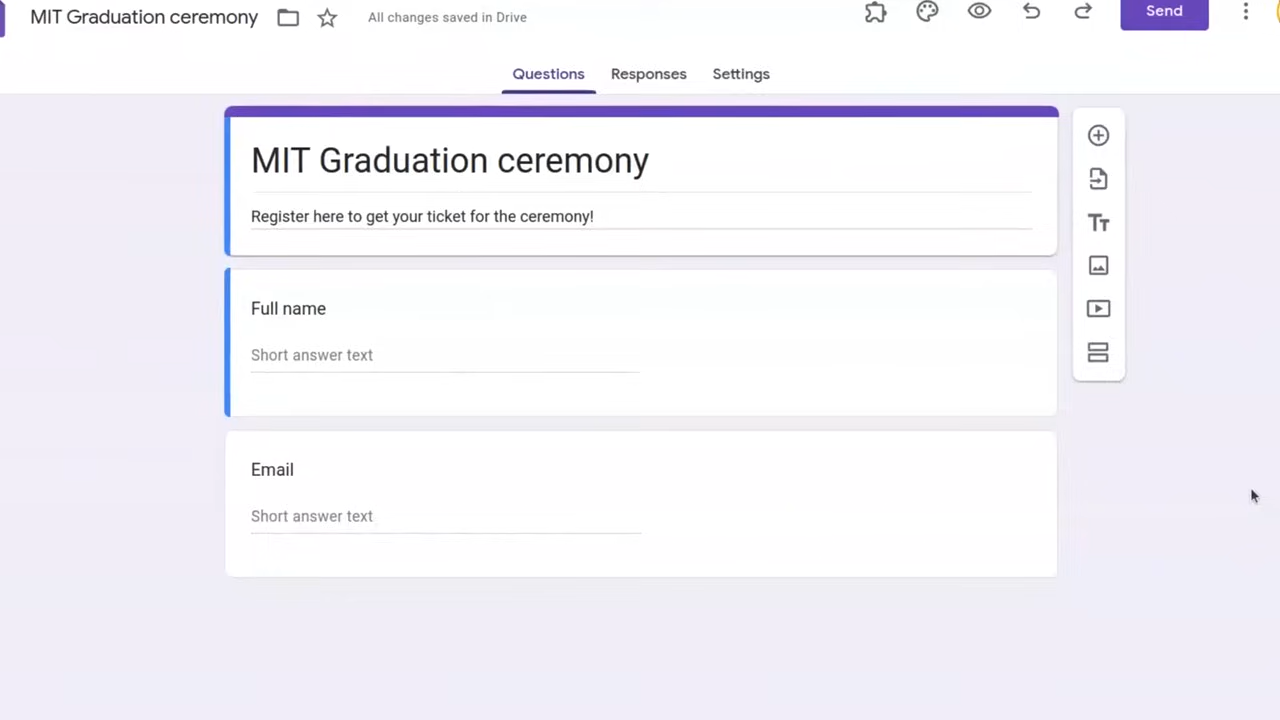 MIT Graduation ceremony
All changes saved in Drive
Send
Questions
Responses
Settings
MIT Graduation ceremony
Register here to get your ticket for the ceremony!
Full name
Short answer text
Email
Short answer text